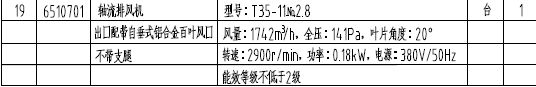 19 6510701 轴流排风机 型号：T35-11№2.8 台 1
出口配带自垂式铝合金百叶风口 风量：1742m³/h，全压：141Pa，叶片角度：20°
不带支腿 转速：2900r/min，功率：0.18kW，电源：380V/50Hz
能效等级不低于2级